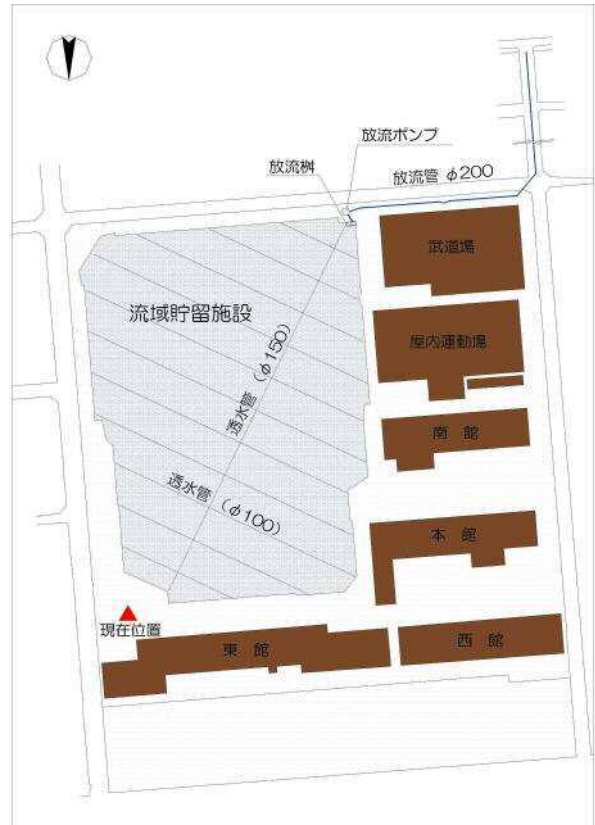 放流ポンプ
放流桝
放流管 φ200
武道場
流域貯留施設
屋内運動場
透水管（φ150）
南 館
透水管（φ100）
本 館
現在位置
東 館
西 館